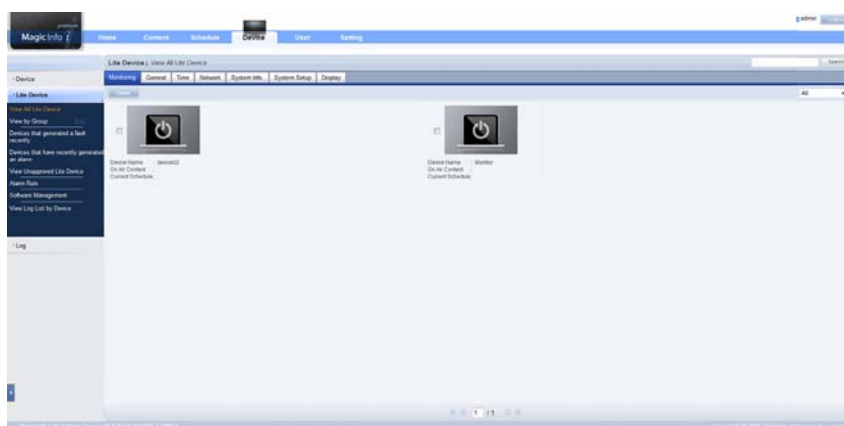 premium
MagicInfo i
admin
Home Content Schedule Device User Setting
Lite Device | View All Lite Device
Search
Device
Monitoring General Time Network System Info. System Setup Display
Lite Device
All
View All Lite Device
View by Group
Devices that generated a fault
recently
Devices that have recently generated
an alarm
View Unapproved Lite Device
Alarm Rule
Software Management
View Log List by Device
Device Name : device02
On Air Content :
Current Schedule:
Device Name : Monitor
On Air Content :
Current Schedule:
Log
1 / 1